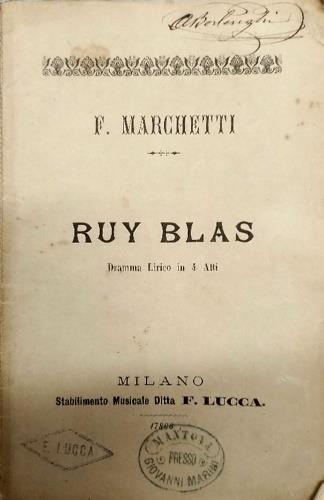 F. MARCHETTI
RUY BLAS
Dramma Lirico in 4 Atti
MILANO
Stabilimento Musicale Ditta F. LUCCA.
F. LUCCA
MANTOVA
PRESSO
GIOVANNI